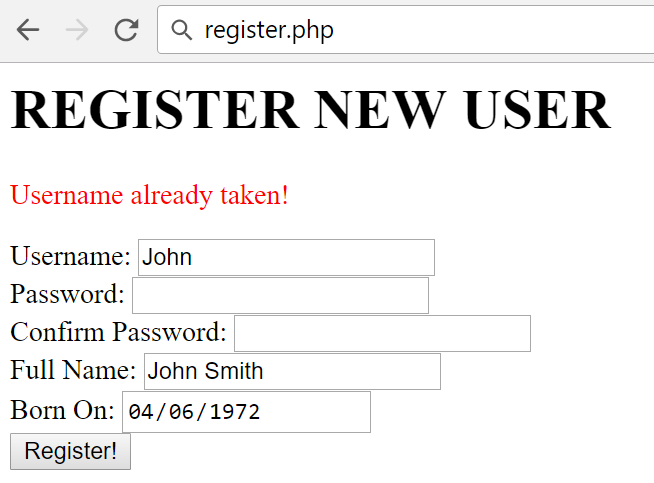 register.php
REGISTER NEW USER
Username already taken!
Username: John
Password:
Confirm Password:
Full Name: John Smith
Born On: 04/06/1972
Register!